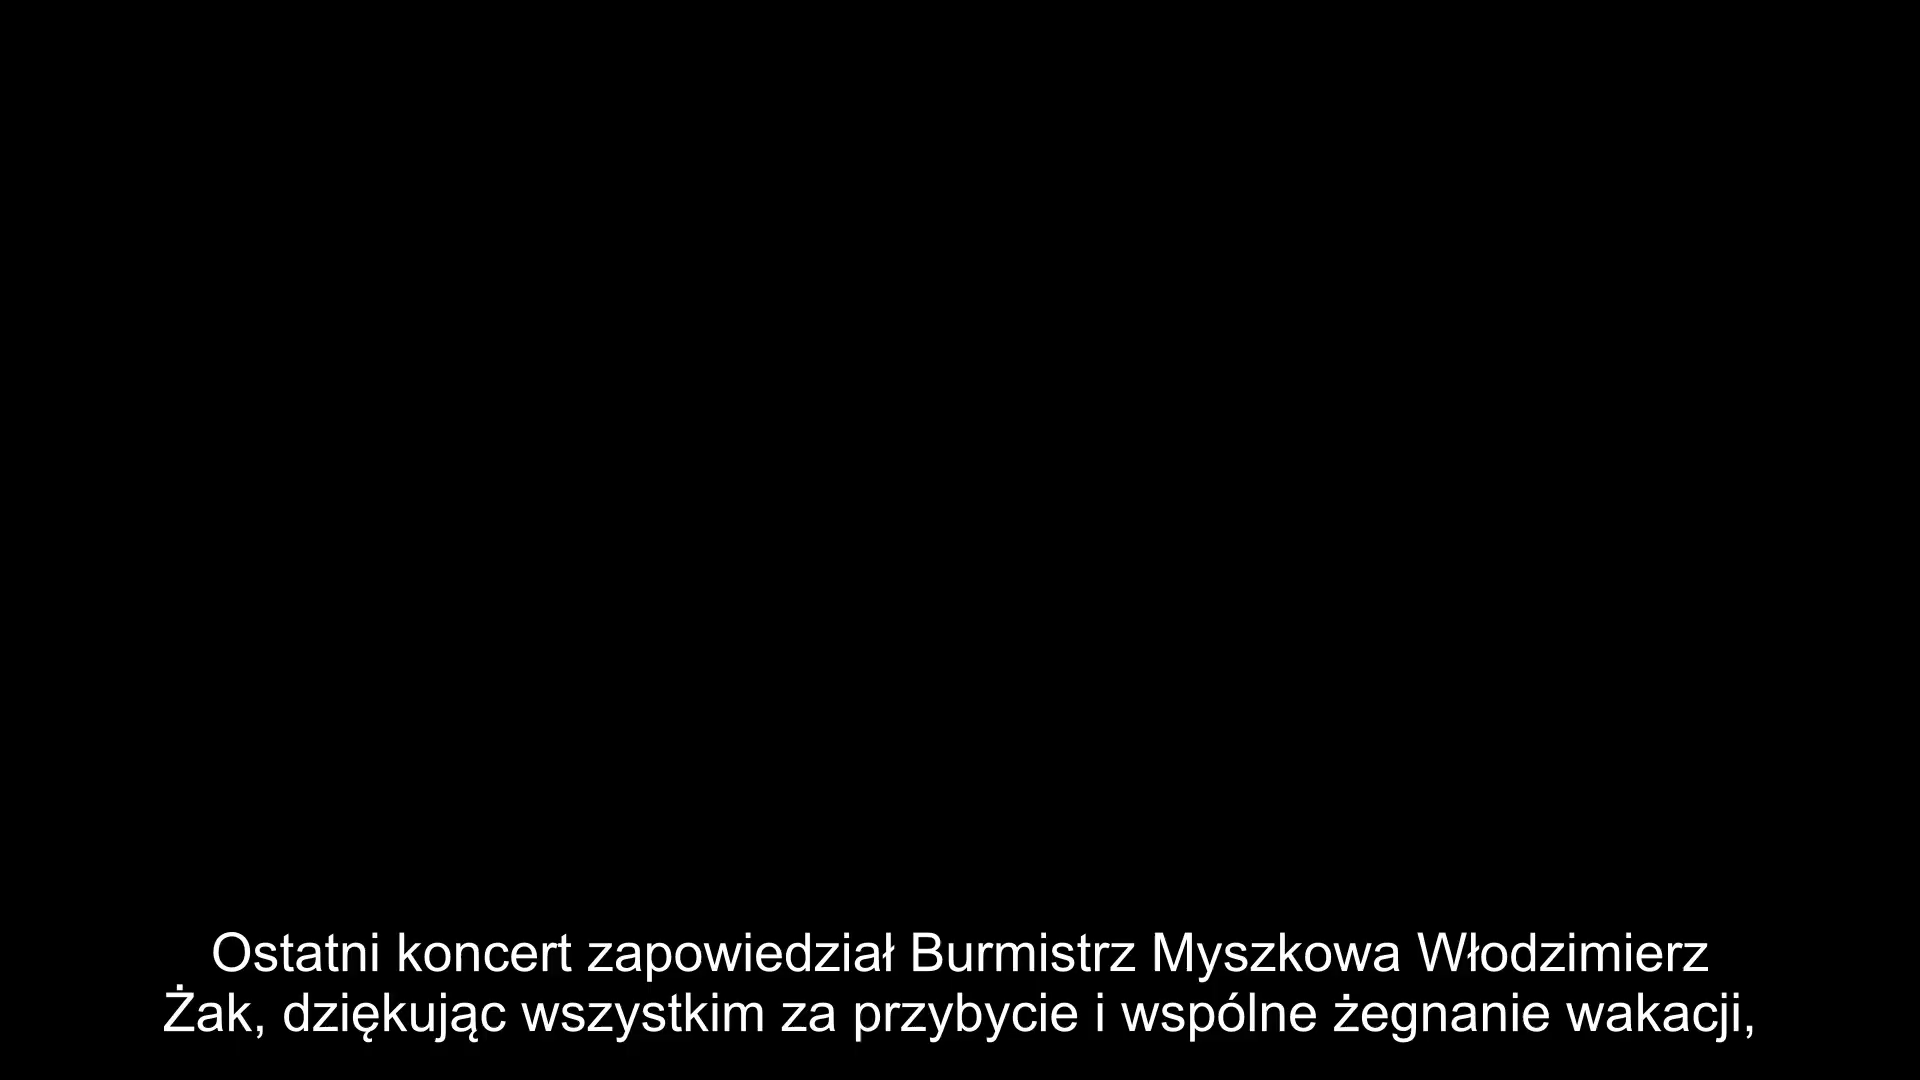 Ostatni koncert zapowiedział Burmistrz Myszkowa Włodzimierz
Żak, dziękując wszystkim za przybycie i wspólne żegnanie wakacji,